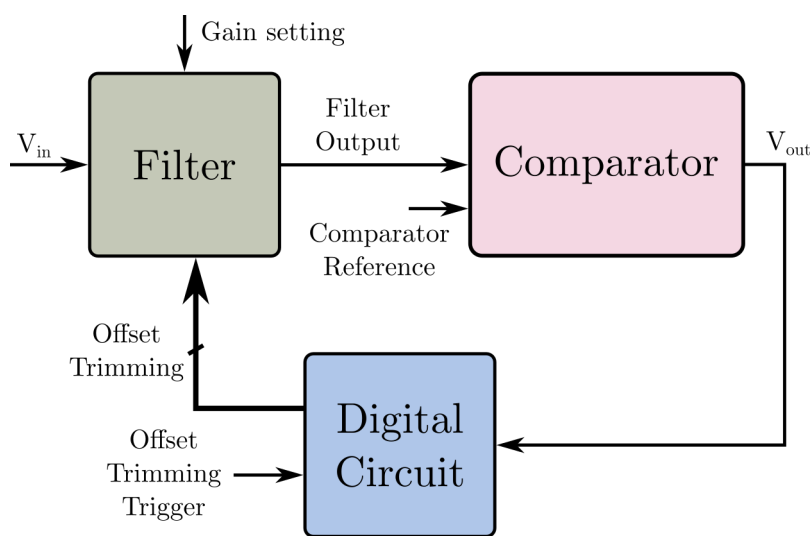 Gain setting
V_in
Filter
Filter
Output
Comparator
V_out
Comparator
Reference
Offset
Trimming
Digital
Circuit
Offset
Trimming
Trigger